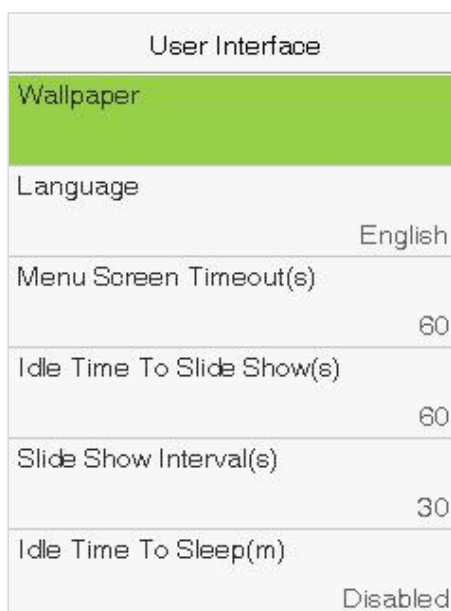 User Interface
Wallpaper
Language
English
Menu Screen Timeout(s)
60
Idle Time To Slide Show(s)
60
Slide Show Interval(s)
30
Idle Time To Sleep(m)
Disabled